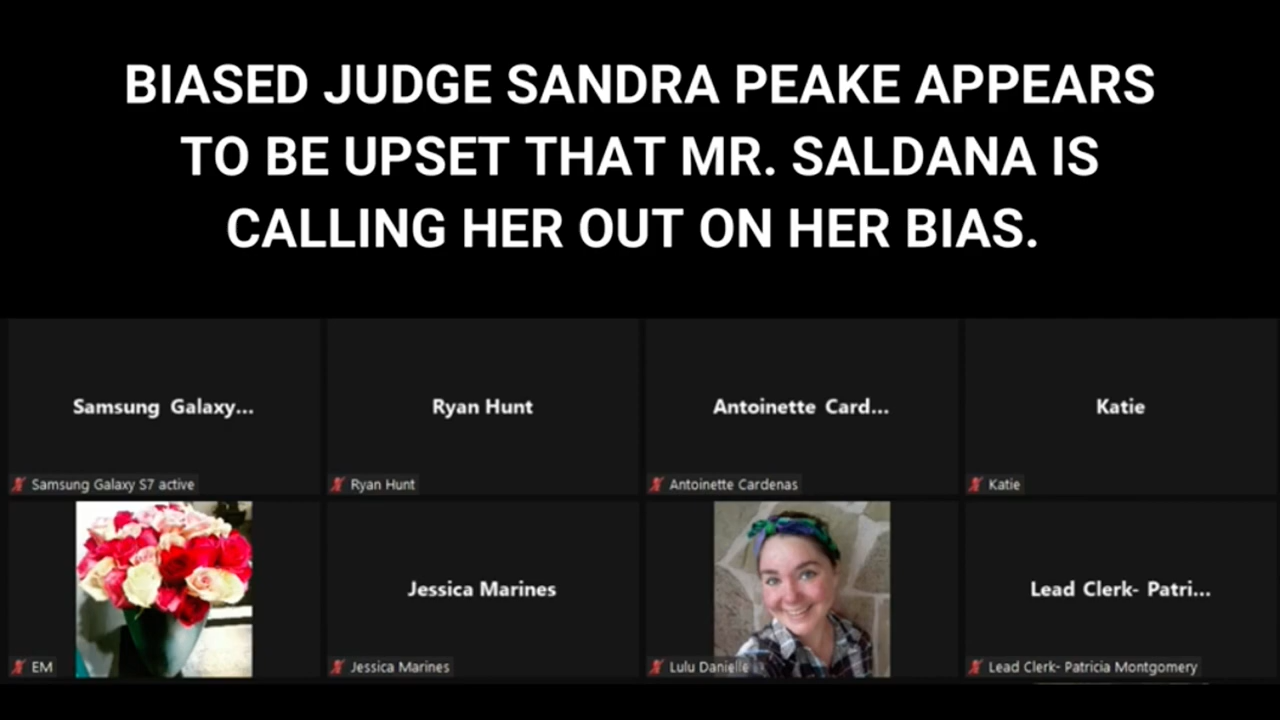 BIASED JUDGE SANDRA PEAKE APPEARS
TO BE UPSET THAT MR. SALDANA IS
CALLING HER OUT ON HER BIAS.
Samsung Galaxy...
Ryan Hunt
Antoinette Card...
Katie
Samsung Galaxy S7 active
Ryan Hunt
Antoinette Cardenas
Katie
Jessica Marines
Lead Clerk- Patri...
EM
Jessica Marines
Lulu Danielle
Lead Clerk- Patricia Montgomery